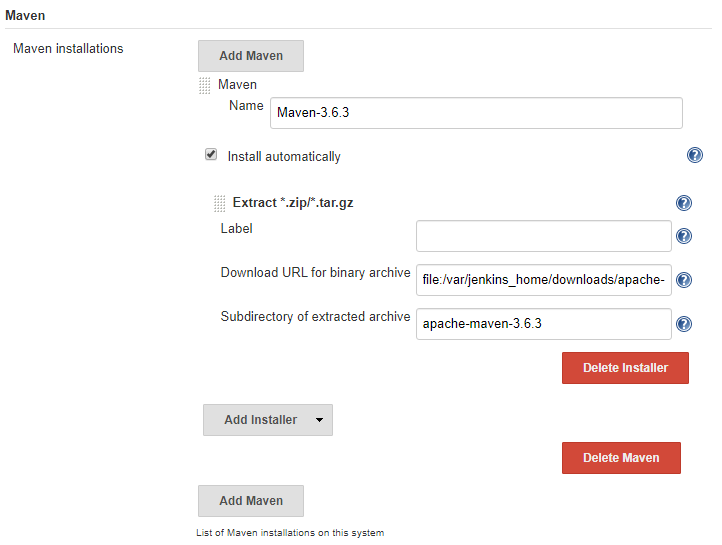 Maven
Maven installations
Add Maven
Maven
Name
Maven-3.6.3
Install automatically
?
Extract *.zip/*.tar.gz
?
Label
?
Download URL for binary archive
file:/var/jenkins_home/downloads/apache-
?
Subdirectory of extracted archive
apache-maven-3.6.3
?
Delete Installer
Add Installer
Delete Maven
Add Maven
List of Maven installations on this system